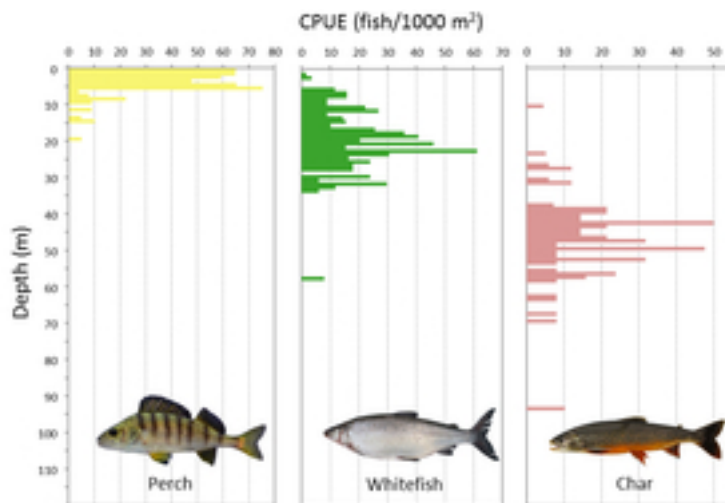 CPUE (fish/1000 m²)
0 10 20 30 40 50 60 70 80
0 10 20 30 40 50 60 70
0 10 20 30 40 50
Depth (m)
0
10
20
30
40
50
60
70
80
90
100
110
Perch
Whitefish
Char